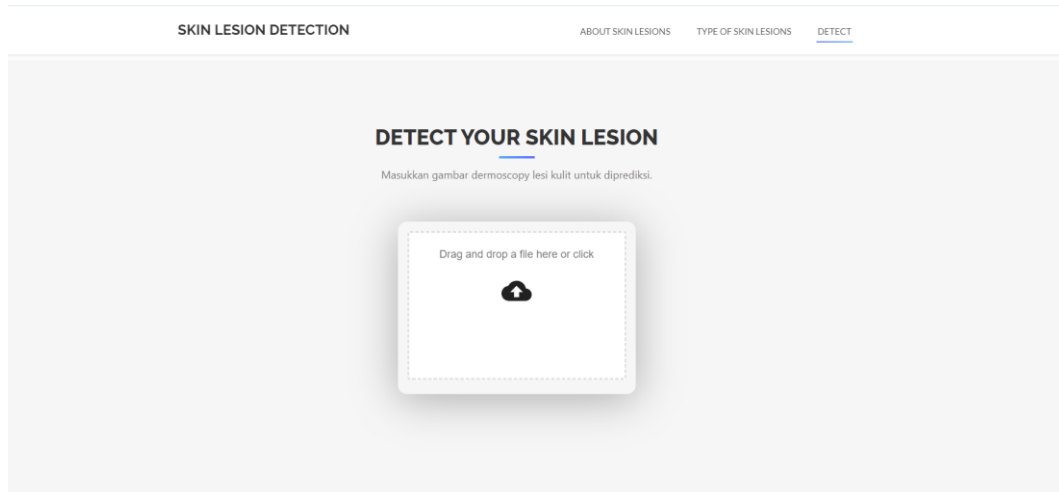 SKIN LESION DETECTION
ABOUT SKIN LESIONS
TYPE OF SKIN LESIONS
DETECT
DETECT YOUR SKIN LESION
Masukkan gambar dermoscopy lesi kulit untuk diprediksi.
Drag and drop a file here or click